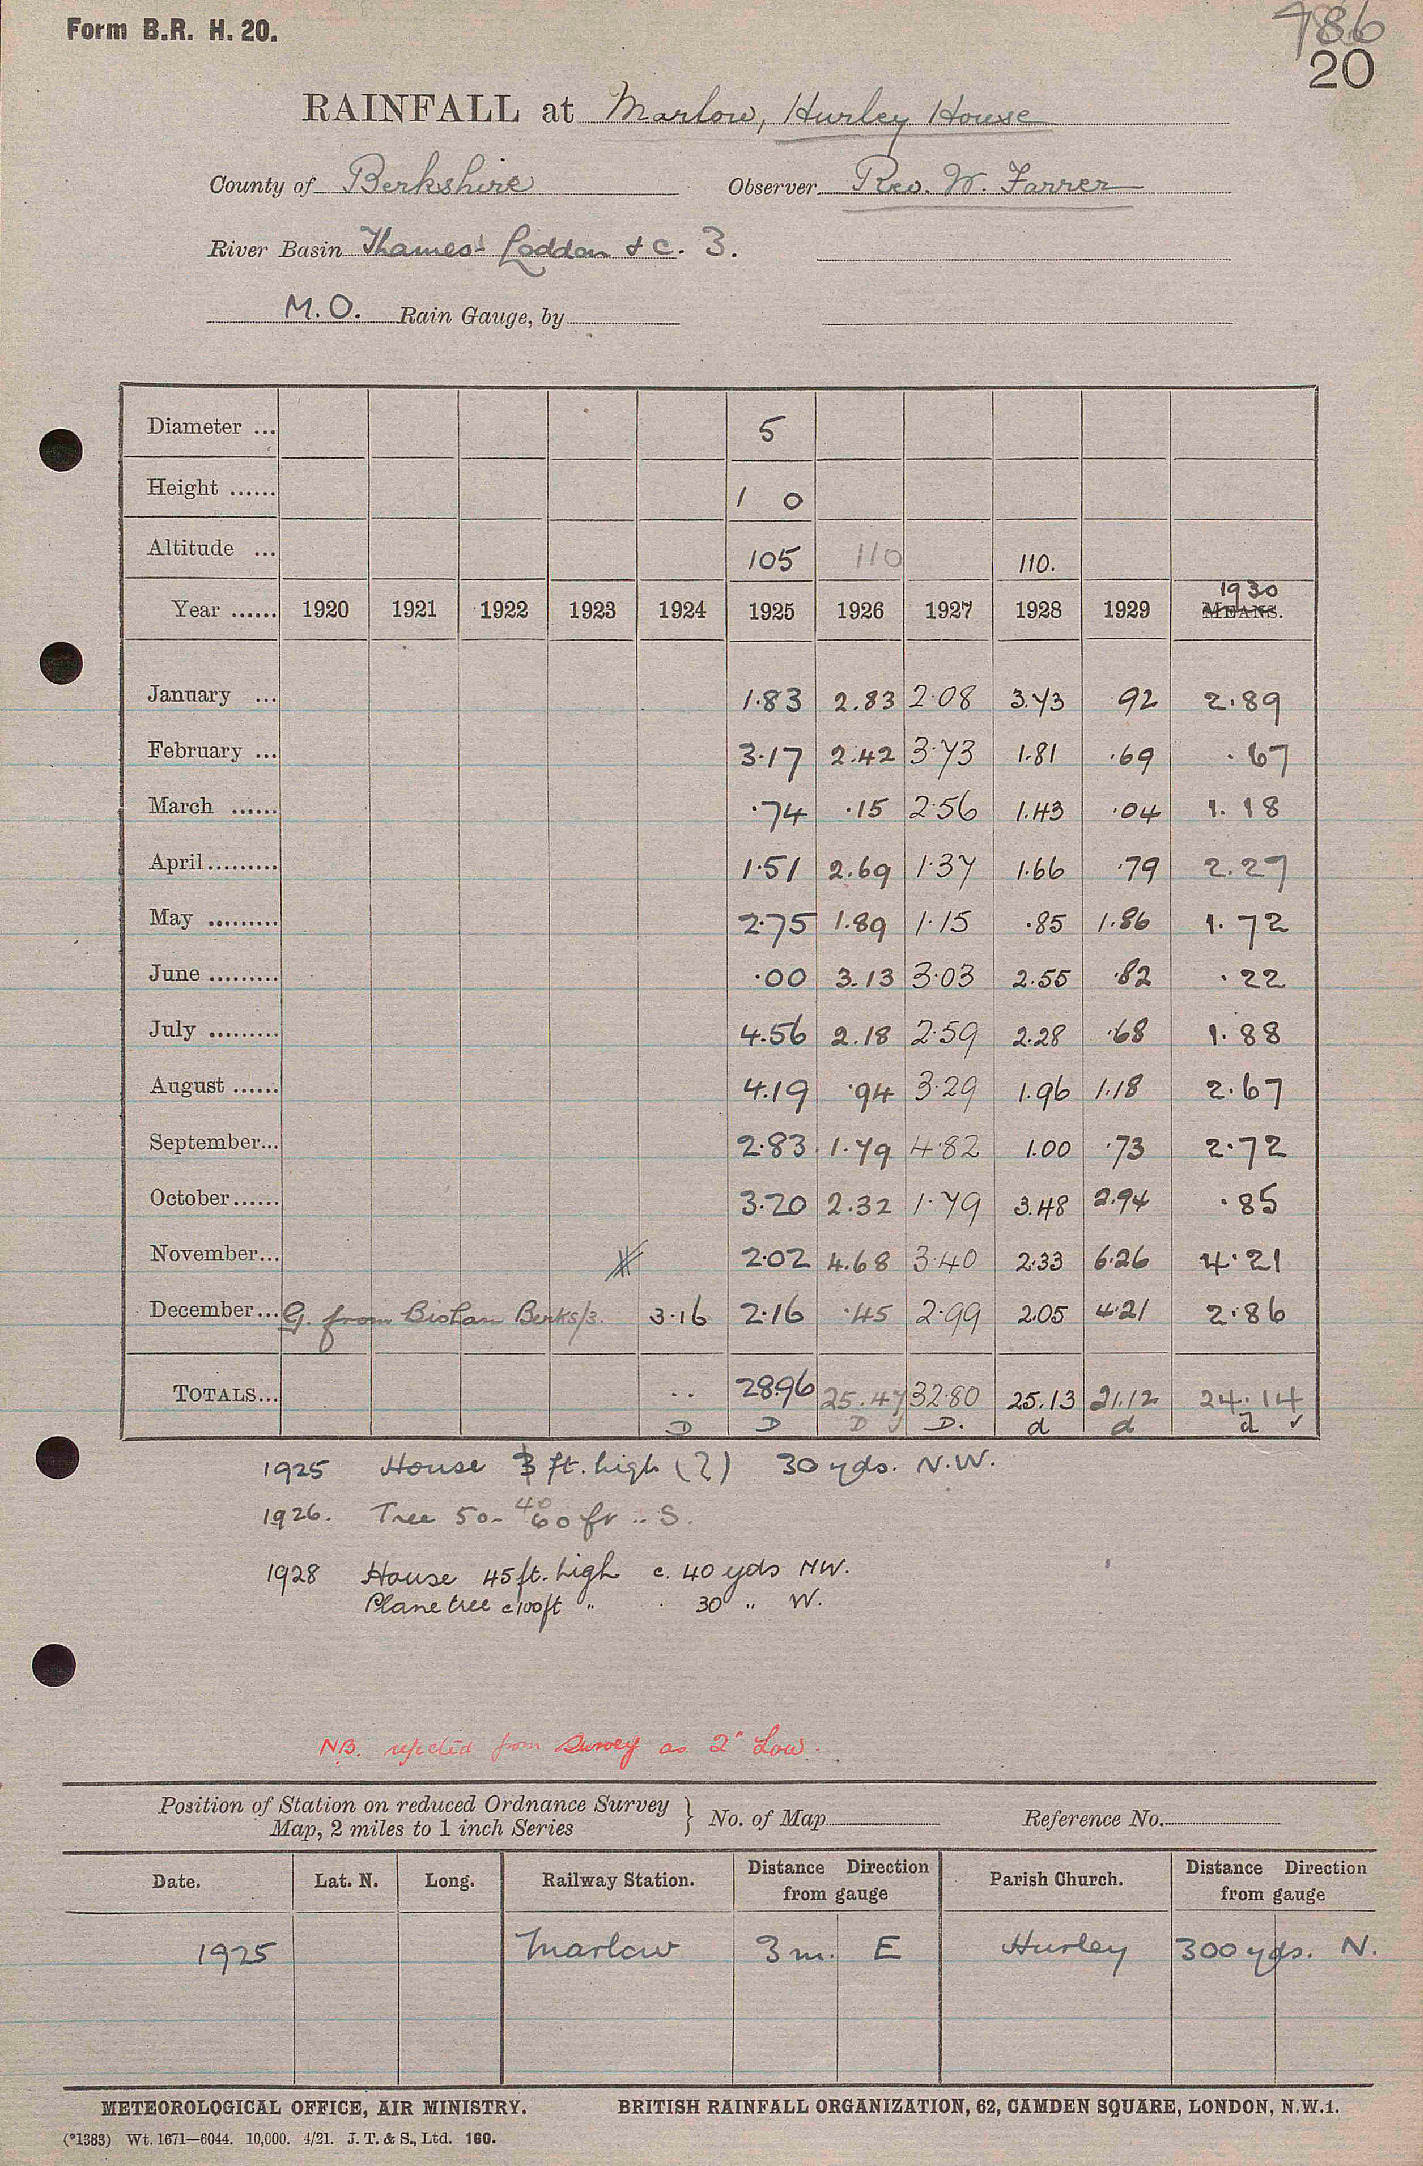 Form B.R. H. 20.
786
20
RAINFALL at Marlow, Hurley House
County of Berkshire Observer Rev. W. Farrer
River Basin Thames Loddon &c. 3.
M.O. Rain Gauge, by
Diameter ... 5
Height ...... 1 0
Altitude ... 105 110 110.
Year ...... 1920 1921 1922 1923 1924 1925 1926 1927 1928 1929 1930 MEANS.
January ... 1.83 2.83 2.08 3.43 92 2.89
February ... 3.17 2.42 3.73 1.81 .69 .67
March ...... .74 .15 2.56 1.43 .04 1.18
April......... 1.51 2.69 1.37 1.66 .79 2.27
May ......... 2.75 1.89 1.15 .85 1.86 1.72
June ......... .00 3.13 3.03 2.55 .82 .22
July ......... 4.56 2.18 2.59 2.28 .68 1.88
August ...... 4.19 .94 3.29 1.96 1.18 2.67
September... 2.83 1.79 4.82 1.00 .73 2.72
October...... 3.20 2.32 1.79 3.48 2.94 .85
November... 2.02 4.68 3.40 2.33 6.26 4.21
December... G. from Bisham Berks/3. 3.16 2.16 .45 2.99 2.05 4.21 2.86
TOTALS... .. 28.96 25.47 32.80 25.13 21.12 24.14
D D D D. d d d
1925 House ft. high (?) 30 yds. N.W.
1926. Tree 50- 40 60 ft .. S.
1928 House 45 ft. high c. 40 yds NW.
Plane tree c100ft " 30 " W.
NB. rejected from Survey as 2" Low.
Position of Station on reduced Ordnance Survey
Map, 2 miles to 1 inch Series } No. of Map Reference No.
Date. Lat. N. Long. Railway Station. Distance Direction from gauge Parish Church. Distance Direction from gauge
1925 Marlow 3 m. E Hurley 300 yds. N.
METEOROLOGICAL OFFICE, AIR MINISTRY. BRITISH RAINFALL ORGANIZATION, 62, CAMDEN SQUARE, LONDON, N.W.1.
(*1383) Wt. 1671—6044. 10,000. 4/21. J. T. & S., Ltd. 160.